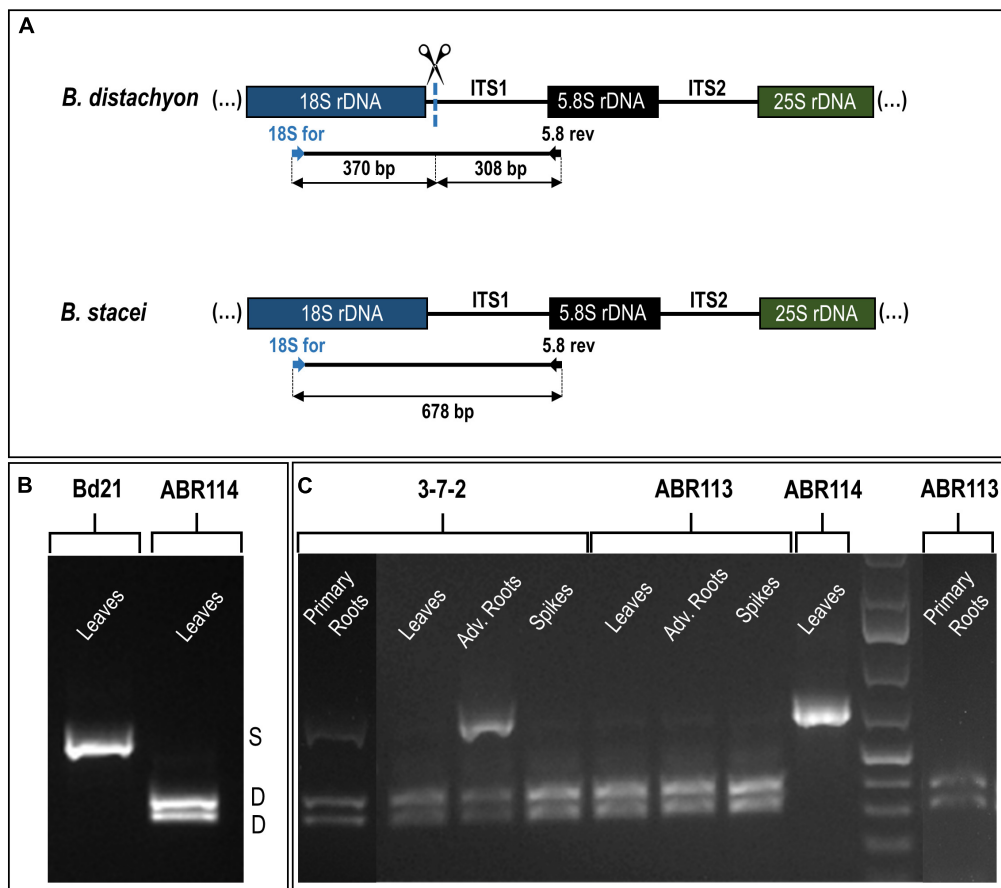 A
B. distachyon (...) 18S rDNA ITS1 5.8S rDNA ITS2 25S rDNA (...)
18S for 5.8 rev
370 bp 308 bp
B. stacei (...) 18S rDNA ITS1 5.8S rDNA ITS2 25S rDNA (...)
18S for 5.8 rev
678 bp
B
Bd21 ABR114
Leaves Leaves
S
D
D
C
3-7-2 ABR113 ABR114 ABR113
Primary Roots Leaves Adv. Roots Spikes Leaves Adv. Roots Spikes Leaves Primary Roots